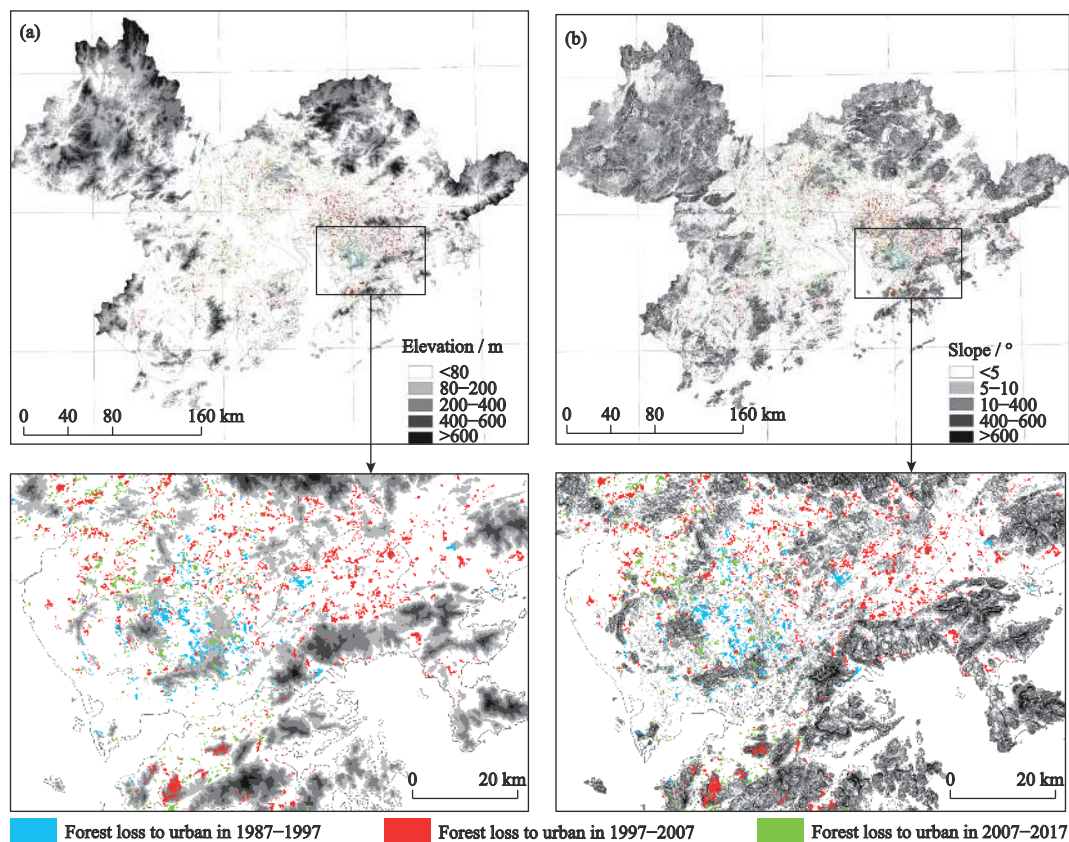 (a)
Elevation / m
<80
80–200
200–400
400–600
>600
0 40 80 160 km
(b)
Slope / °
<5
5–10
10–400
400–600
>600
0 40 80 160 km
0 20 km
0 20 km
Forest loss to urban in 1987–1997
Forest loss to urban in 1997–2007
Forest loss to urban in 2007–2017